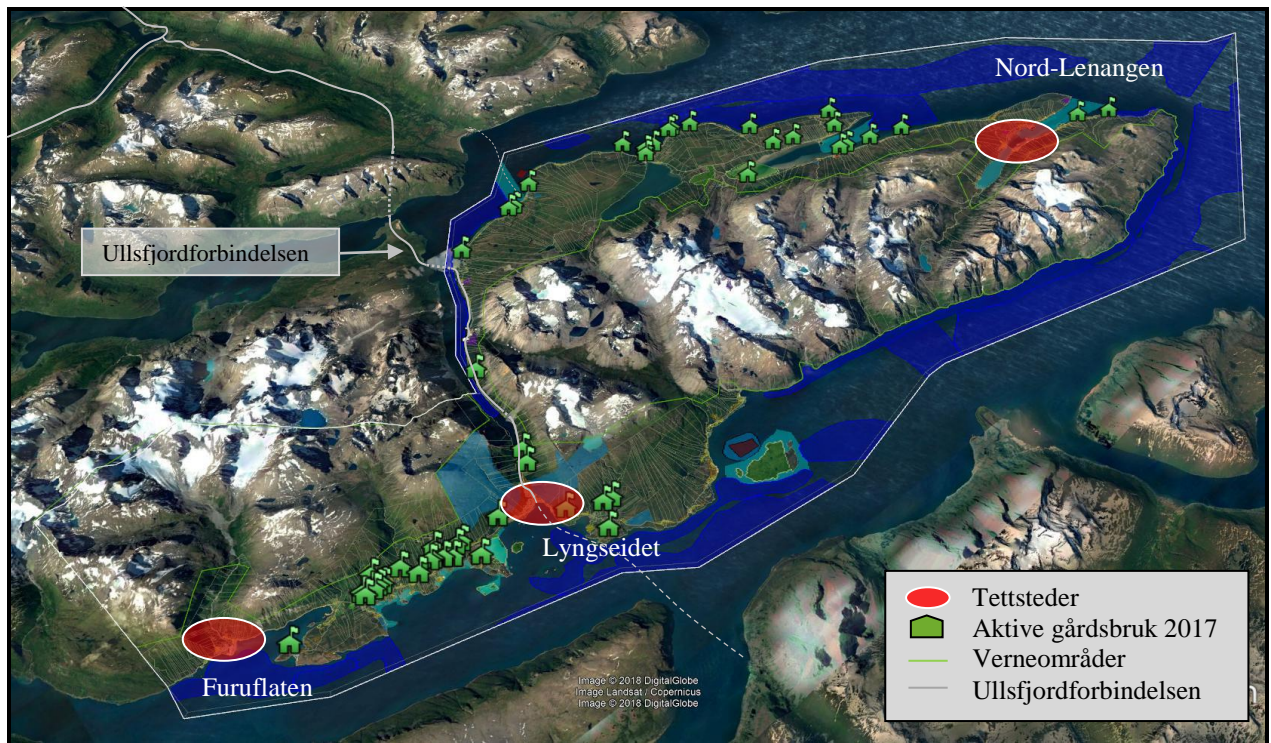 Nord-Lenangen
Ullsfjordforbindelsen
Lyngseidet
Furuflaten
Image © 2018 DigitalGlobe
Image Landsat / Copernicus
Image © 2018 DigitalGlobe
Tettsteder
Aktive gårdsbruk 2017
Verneområder
Ullsfjordforbindelsen